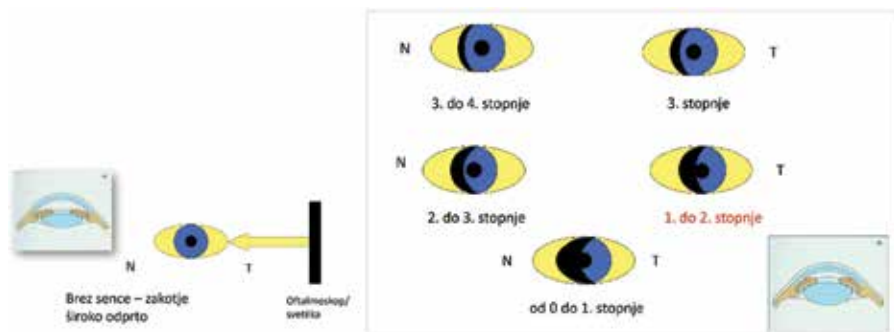 N
T
3. do 4. stopnje
3. stopnje
N
T
2. do 3. stopnje
1. do 2. stopnje
N
T
od 0 do 1. stopnje
N
T
Brez sence – zakotje
široko odprto
Oftalmoskop/
svetilka